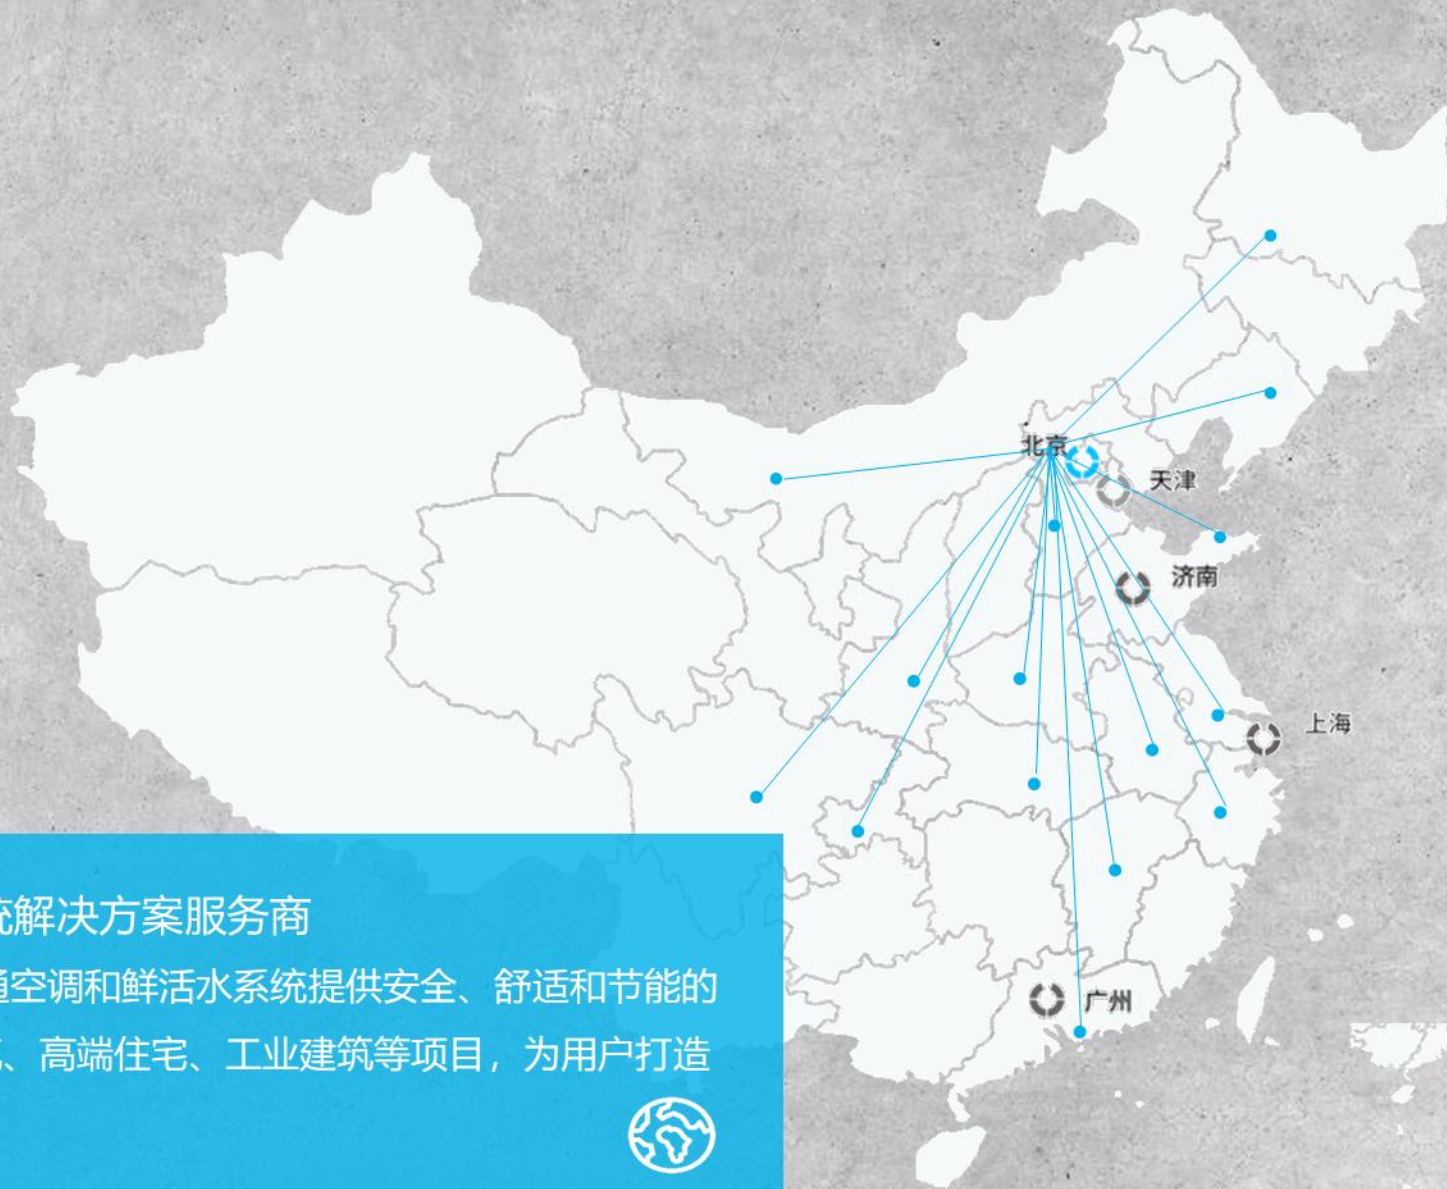 北京
天津
济南
上海
广州
统解决方案服务商
通空调和鲜活水系统提供安全、舒适和节能的
、高端住宅、工业建筑等项目，为用户打造